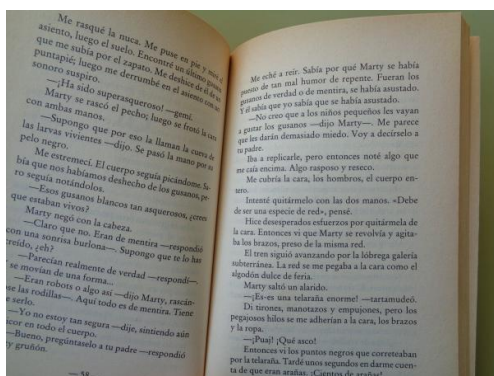 Me rasqué la nuca. Me puse en pie y miré el
asiento, luego el suelo. Encontré un último gusano
que me subía por el zapato. Me deshice de él de un
puntapié; luego me derrumbé en el asiento con un
sonoro suspiro.
—¡Ha sido superasqueroso! —gemí.
Marty se rascó el pecho; luego se frotó la cara
con ambas manos.
—Supongo que por eso la llaman la cueva de
las larvas vivientes —dijo. Se pasó la mano por su
pelo negro.
Me estremecí. El cuerpo seguía picándome. Sa-
bía que nos habíamos deshecho de los gusanos, pe-
ro seguía notándolos.
—Esos gusanos blancos tan asquerosos, ¿crees
que estaban vivos?
Marty negó con la cabeza.
—Claro que no. Eran de mentira —respondió
con una sonrisa burlona—. Supongo que te lo has
creído, ¿eh?
—Parecían realmente de verdad —respondí—.
se movían de una forma...
—Eran robots o algo así —dijo Marty, rascán-
las rodillas—. Aquí todo es de mentira. Tiene
serlo.
—Yo no estoy tan segura —dije, sintiendo aún
en todo el cuerpo.
—Bueno, pregúntaselo a tu padre —respondió
y gruñón.
— 58
Me eché a reír. Sabía por qué Marty se había
puesto de tan mal humor de repente. Fueran los
gusanos de verdad o de mentira, se había asustado.
Y él sabía que yo sabía que se había asustado.
—No creo que a los niños pequeños les vayan
a gustar los gusanos —dijo Marty—. Me parece
que les darán demasiado miedo. Voy a decírselo a
tu padre.
Iba a replicarle, pero entonces noté algo que
me caía encima. Algo rasposo y reseco.
Me cubría la cara, los hombros, el cuerpo en-
tero.
Intenté quitármelo con las dos manos. «Debe
de ser una especie de red», pensé.
Hice desesperados esfuerzos por quitármela de
la cara. Entonces vi que Marty se revolvía y agita-
ba los brazos, preso de la misma red.
El tren siguió avanzando por la lóbrega galería
subterránea. La red se me pegaba a la cara como el
algodón dulce de feria.
Marty saltó un alarido.
—¡Es-es una telaraña enorme! —tartamudeó.
Di tirones, manotazos y empujones, pero los
pegajosos hilos se me adherían a la cara, los brazos
y la ropa.
—¡Puaj! ¡Qué asco!
Entonces vi los puntos negros que correteaban
por la telaraña. Tardé unos segundos en darme cuen-
ta de que eran arañas. ¡Cientos de arañas!